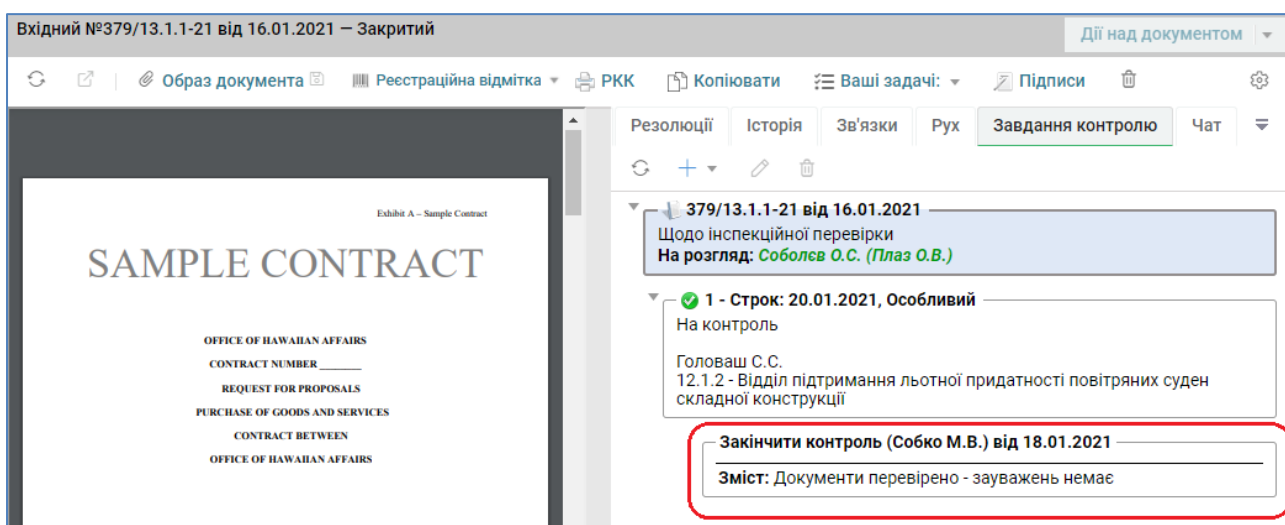 Вхідний №379/13.1.1-21 від 16.01.2021 — Закритий
Дії над документом
Образ документа
Реєстраційна відмітка
РКК
Копіювати
Ваші задачі:
Підписи
Резолюції
Історія
Зв'язки
Рух
Завдання контролю
Чат
Exhibit A – Sample Contract
SAMPLE CONTRACT
OFFICE OF HAWAIIAN AFFAIRS
CONTRACT NUMBER _______
REQUEST FOR PROPOSALS
PURCHASE OF GOODS AND SERVICES
CONTRACT BETWEEN
OFFICE OF HAWAIIAN AFFAIRS
379/13.1.1-21 від 16.01.2021
Щодо інспекційної перевірки
На розгляд: Соболєв О.С. (Плаз О.В.)
1 - Строк: 20.01.2021, Особливий
На контроль
Головаш С.С.
12.1.2 - Відділ підтримання льотної придатності повітряних суден
складної конструкції
Закінчити контроль (Собко М.В.) від 18.01.2021
Зміст: Документи перевірено - зауважень немає